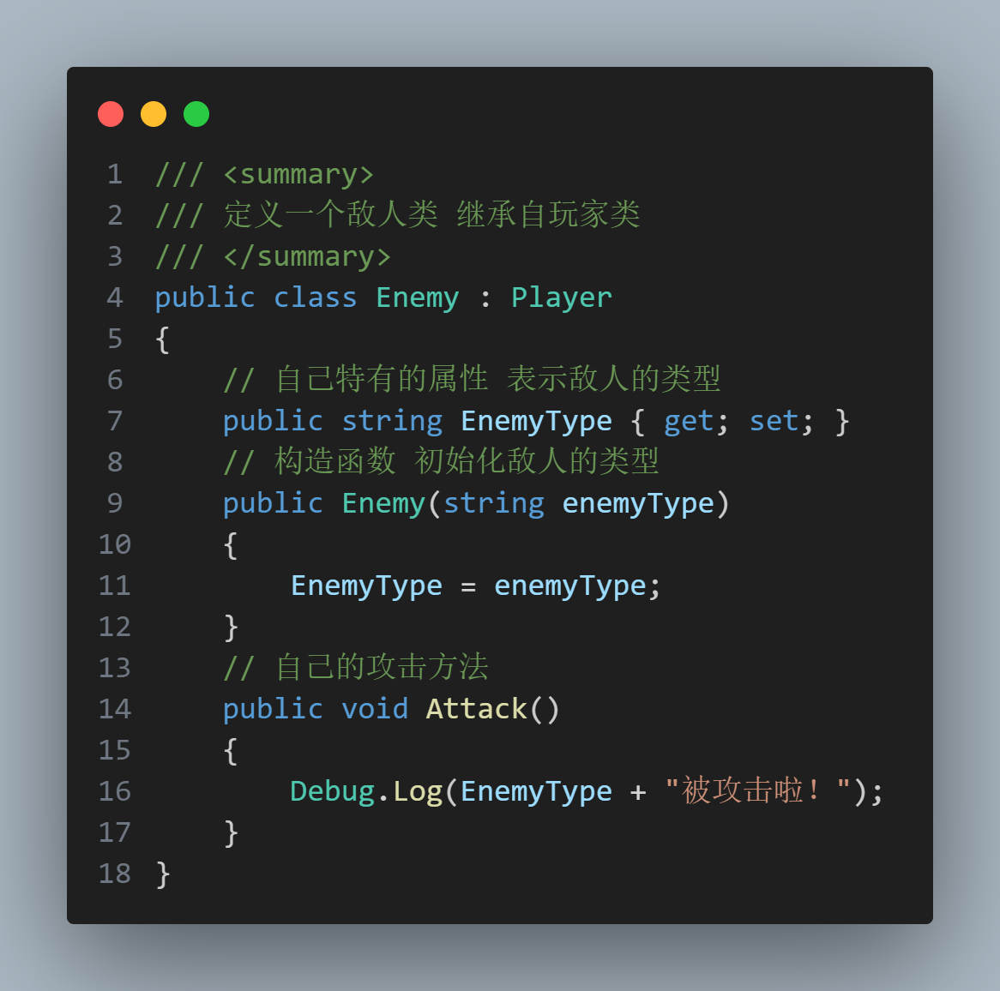 1 /// <summary>
2 /// 定义一个敌人类 继承自玩家类
3 /// </summary>
4 public class Enemy : Player
5 {
6     // 自己特有的属性 表示敌人的类型
7     public string EnemyType { get; set; }
8     // 构造函数 初始化敌人的类型
9     public Enemy(string enemyType)
10     {
11         EnemyType = enemyType;
12     }
13     // 自己的攻击方法
14     public void Attack()
15     {
16         Debug.Log(EnemyType + "被攻击啦！");
17     }
18 }